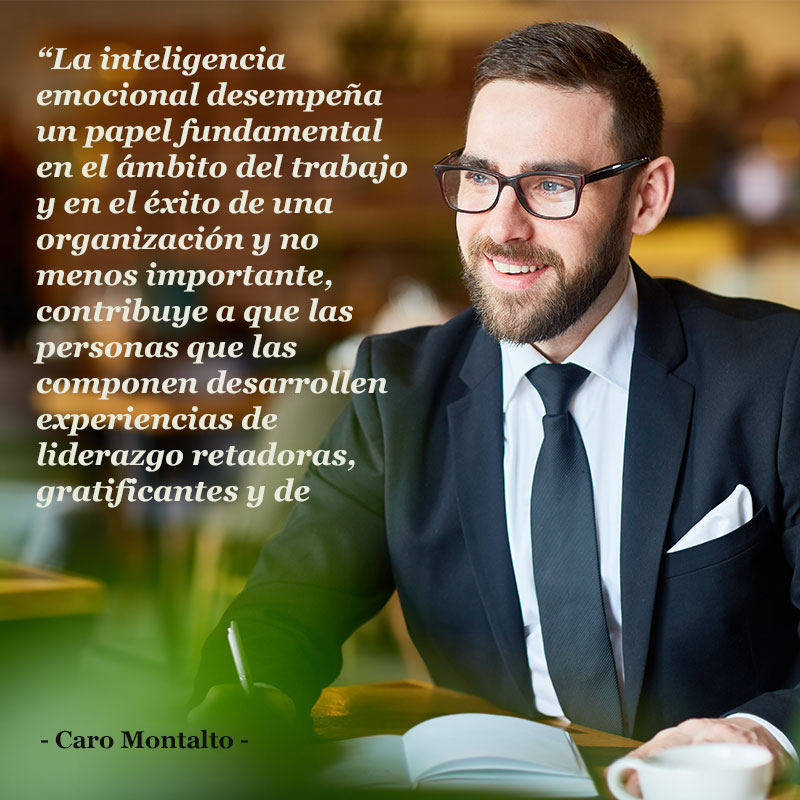 “La inteligencia
emocional desempeña
un papel fundamental
en el ámbito del trabajo
y en el éxito de una
organización y no
menos importante,
contribuye a que las
personas que las
componen desarrollen
experiencias de
liderazgo retadoras,
gratificantes y de
- Caro Montalto -